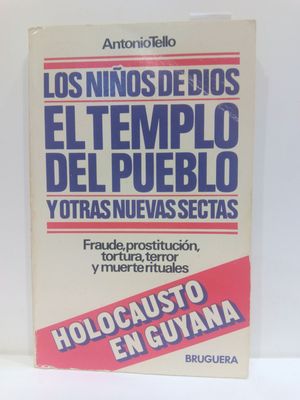 Antonio Tello
LOS NIÑOS DE DIOS
EL TEMPLO
DEL PUEBLO
Y OTRAS NUEVAS SECTAS
Fraude, prostitución,
tortura, terror
y muerte rituales
HOLOCAUSTO
EN GUYANA
BRUGUERA